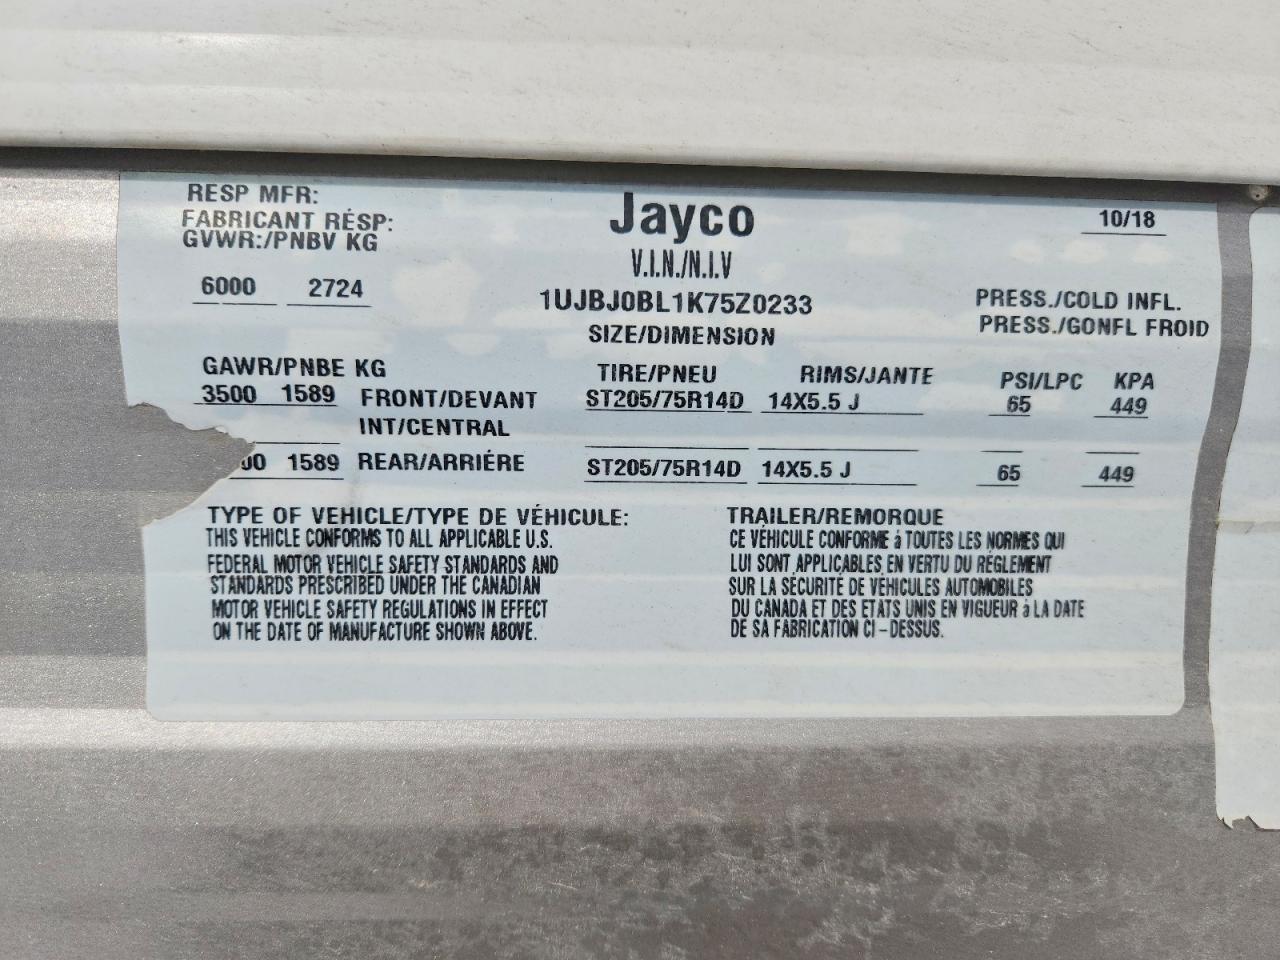 RESP MFR:
FABRICANT RÉSP:
GVWR:/PNBV KG
6000 2724
Jayco
V.I.N./N.I.V
1UJBJ0BL1K75Z0233
SIZE/DIMENSION
10/18
PRESS./COLD INFL.
PRESS./GONFL FROID
GAWR/PNBE KG TIRE/PNEU RIMS/JANTE PSI/LPC KPA
3500 1589 FRONT/DEVANT ST205/75R14D 14X5.5 J 65 449
INT/CENTRAL
00 1589 REAR/ARRIÉRE ST205/75R14D 14X5.5 J 65 449
TYPE OF VEHICLE/TYPE DE VÉHICULE: TRAILER/REMORQUE
THIS VEHICLE CONFORMS TO ALL APPLICABLE U.S.
FEDERAL MOTOR VEHICLE SAFETY STANDARDS AND
STANDARDS PRESCRIBED UNDER THE CANADIAN
MOTOR VEHICLE SAFETY REGULATIONS IN EFFECT
ON THE DATE OF MANUFACTURE SHOWN ABOVE.
CE VÉHICULE CONFORME à TOUTES LES NORMES QUI
LUI SONT APPLICABLES EN VERTU DU RÉGLEMENT
SUR LA SÉCURITÉ DE VÉHICULES AUTOMOBILES
DU CANADA ET DES ÉTATS UNIS EN VIGUEUR à LA DATE
DE SA FABRICATION CI-DESSUS.